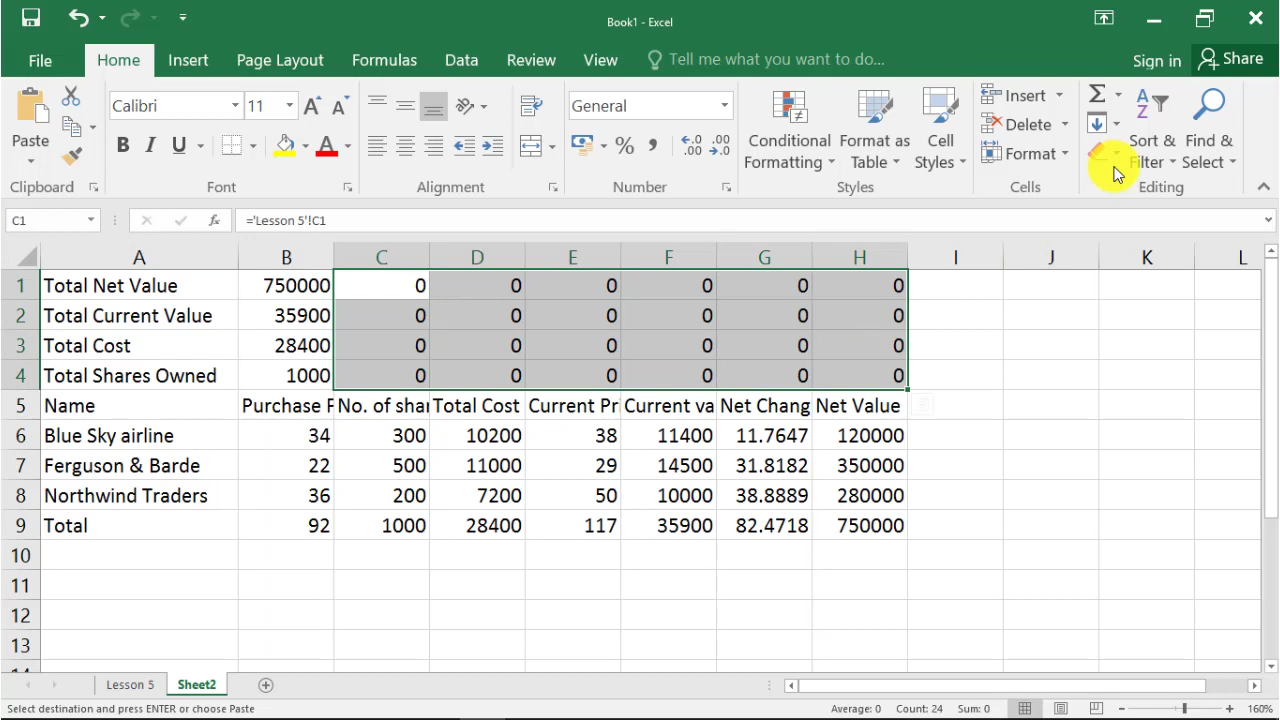 Book1 - Excel
File Home Insert Page Layout Formulas Data Review View Tell me what you want to do... Sign in Share
Paste
Clipboard
Calibri 11
B I U A
Font
Alignment
General
% , .00 .00
Number
Conditional Formatting
Format as Table
Cell Styles
Styles
Insert
Delete
Format
Cells
Σ
Sort & Filter
Find & Select
Editing
C1 fx ='Lesson 5'!C1
A B C D E F G H I J K L
1 Total Net Value 750000 0 0 0 0 0 0
2 Total Current Value 35900 0 0 0 0 0 0
3 Total Cost 28400 0 0 0 0 0 0
4 Total Shares Owned 1000 0 0 0 0 0 0
5 Name Purchase P No. of shar Total Cost Current Pri Current va Net Chang Net Value
6 Blue Sky airline 34 300 10200 38 11400 11.7647 120000
7 Ferguson & Barde 22 500 11000 29 14500 31.8182 350000
8 Northwind Traders 36 200 7200 50 10000 38.8889 280000
9 Total 92 1000 28400 117 35900 82.4718 750000
10
11
12
13
Lesson 5 Sheet2
Select destination and press ENTER or choose Paste Average: 0 Count: 24 Sum: 0 160%